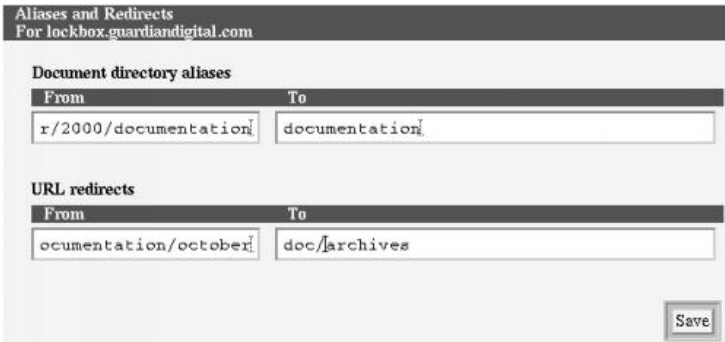 Aliases and Redirects
For lockbox.guardiandigital.com
Document directory aliases
From To
r/2000/documentation documentation
URL redirects
From To
ocumentation/october doc/archives
Save